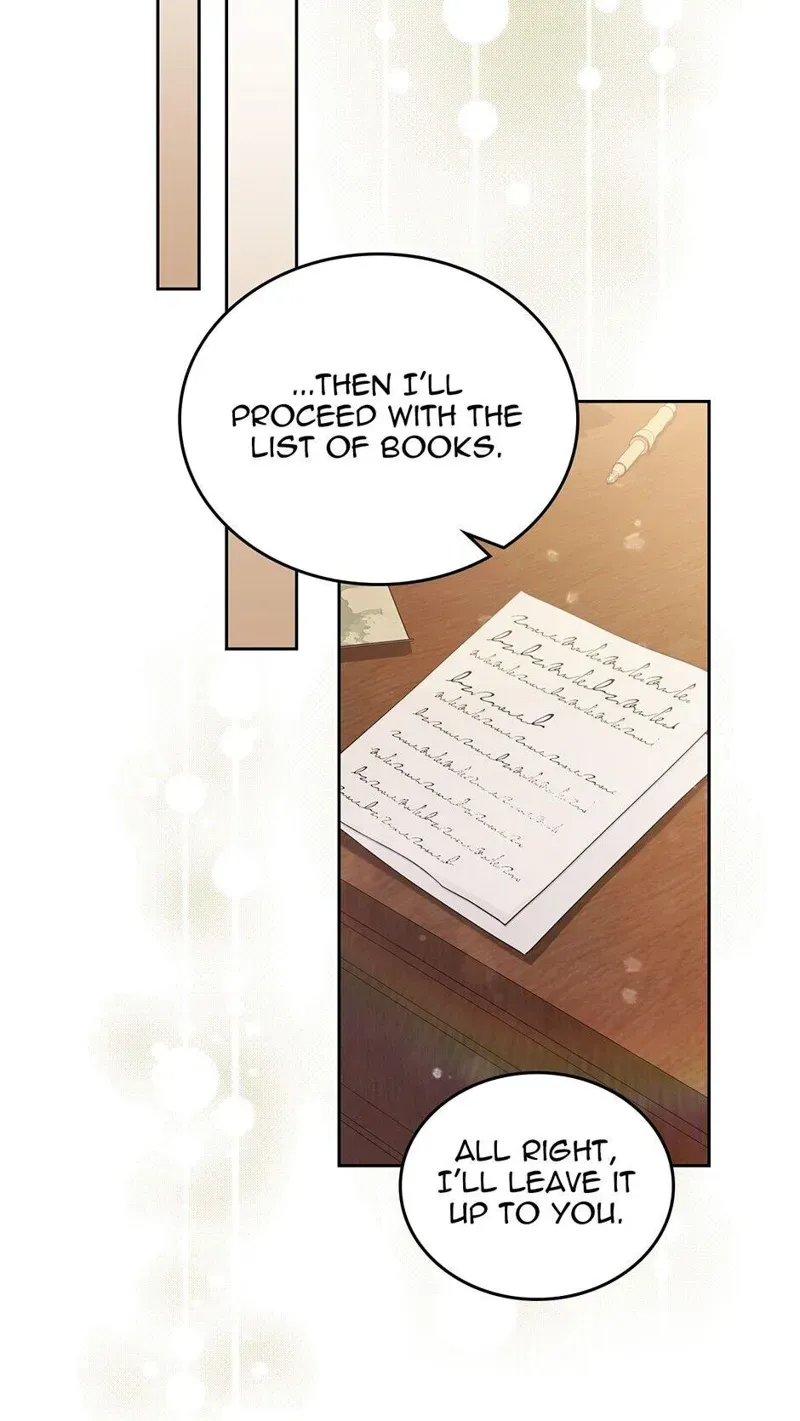 ...THEN I'LL
PROCEED WITH THE
LIST OF BOOKS.
ALL RIGHT,
I'LL LEAVE IT
UP TO YOU.